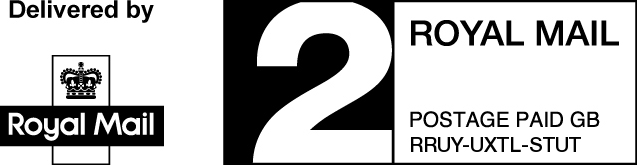 Delivered by
Royal Mail
2
ROYAL MAIL
POSTAGE PAID GB
RRUY-UXTL-STUT